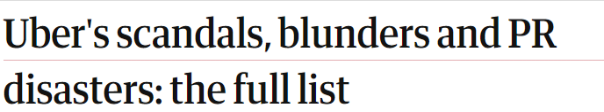 Uber's scandals, blunders and PR
disasters: the full list